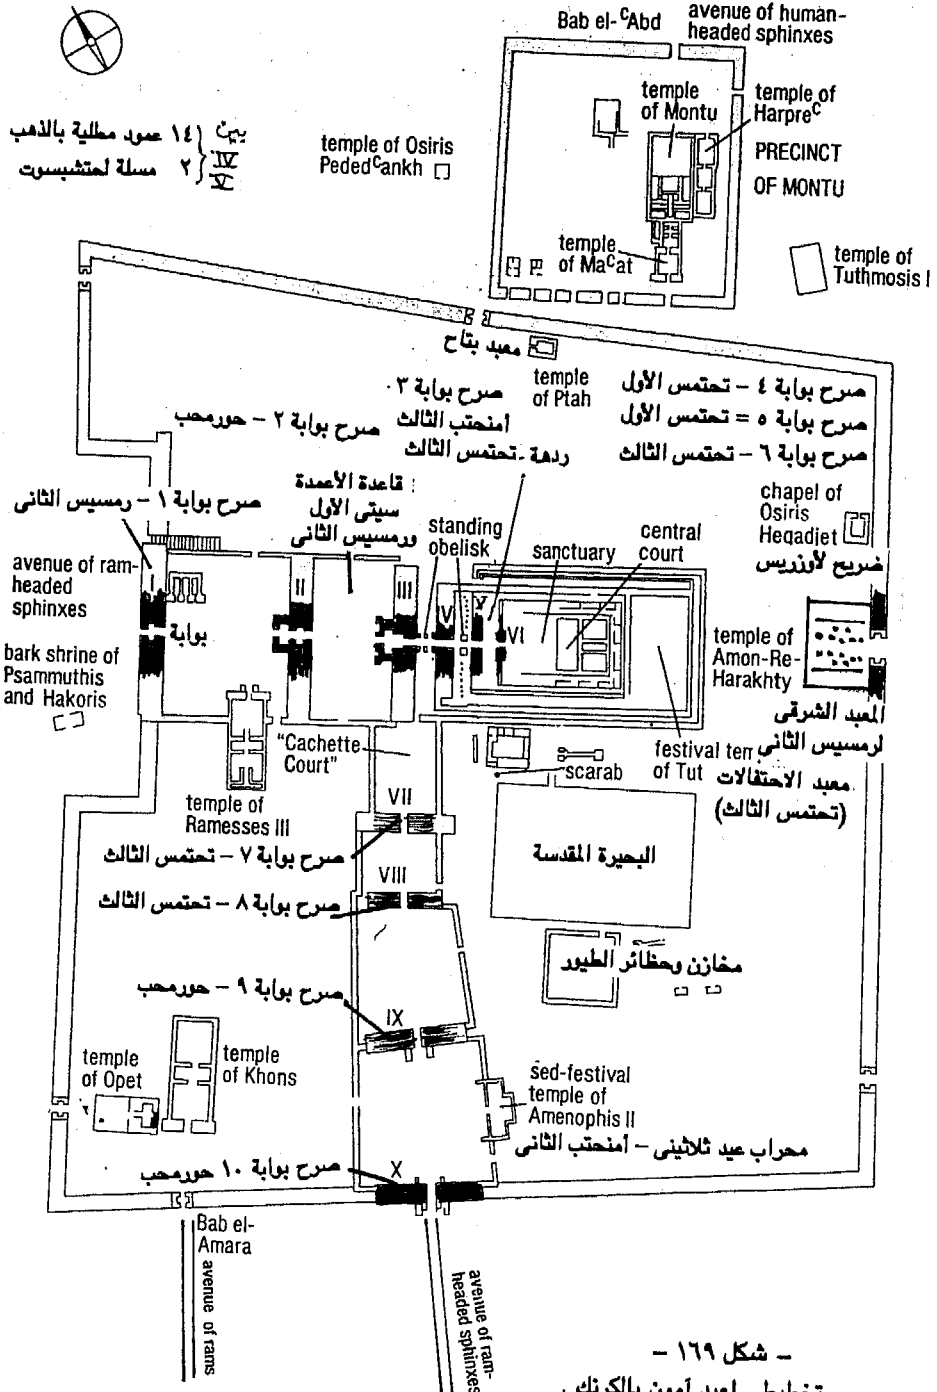 Bab el-ᶜAbd
avenue of human-
headed sphinxes
temple
of Montu
temple of
Harpreᶜ
PRECINCT
OF MONTU
بين
IV
V
١٤ عمود مطلية بالذهب
٢ مسلة لحتشبسوت
temple of Osiris
Pededᶜankh
temple
of Maᶜat
temple of
Tuthmosis I
معبد بتاح
temple
of Ptah
صرح بوابة ٤ – تحتمس الأول
صرح بوابة ٥ = تحتمس الأول
صرح بوابة ٦ – تحتمس الثالث
صرح بوابة ٣
أمنحتب الثالث
ردهة - تحتمس الثالث
صرح بوابة ٢ – حورمحب
قاعدة الأعمدة
سيتى الأول
ورمسيس الثانى
صرح بوابة ١ – رمسيس الثانى
chapel of
Osiris
Heqadjet
ضريح لأوزريس
avenue of ram-
headed
sphinxes
standing
obelisk
sanctuary
central
court
II
III
IV
V
VI
بوابة
bark shrine of
Psammuthis
and Hakoris
temple of
Amon-Re-
Harakhty
المعبد الشرقى
لرمسيس الثانى
"Cachette
Court"
scarab
festival tem
of Tut
معبد الاحتفالات
(تحتمس الثالث)
temple of
Ramesses III
VII
صرح بوابة ٧ – تحتمس الثالث
البحيرة المقدسة
VIII
صرح بوابة ٨ – تحتمس الثالث
مخازن وحظائر الطيور
صرح بوابة ٩ – حورمحب
IX
temple
of Opet
temple
of Khons
sed-festival
temple of
Amenophis II
محراب عيد ثلاثينى – أمنحتب الثانى
صرح بوابة ١٠ حورمحب
X
Bab el-
Amara
avenue of rams
avenue of ram-
headed sphinxes
– شكل ١٦٩ –